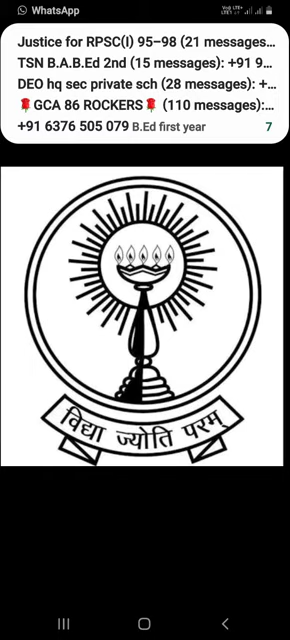 WhatsApp
Justice for RPSC(I) 95–98 (21 messages...
TSN B.A.B.Ed 2nd (15 messages): +91 9...
DEO hq sec private sch (28 messages): +...
📌GCA 86 ROCKERS📌 (110 messages):...
+91 6376 505 079 B.Ed first year 7
विद्या ज्योति परम्